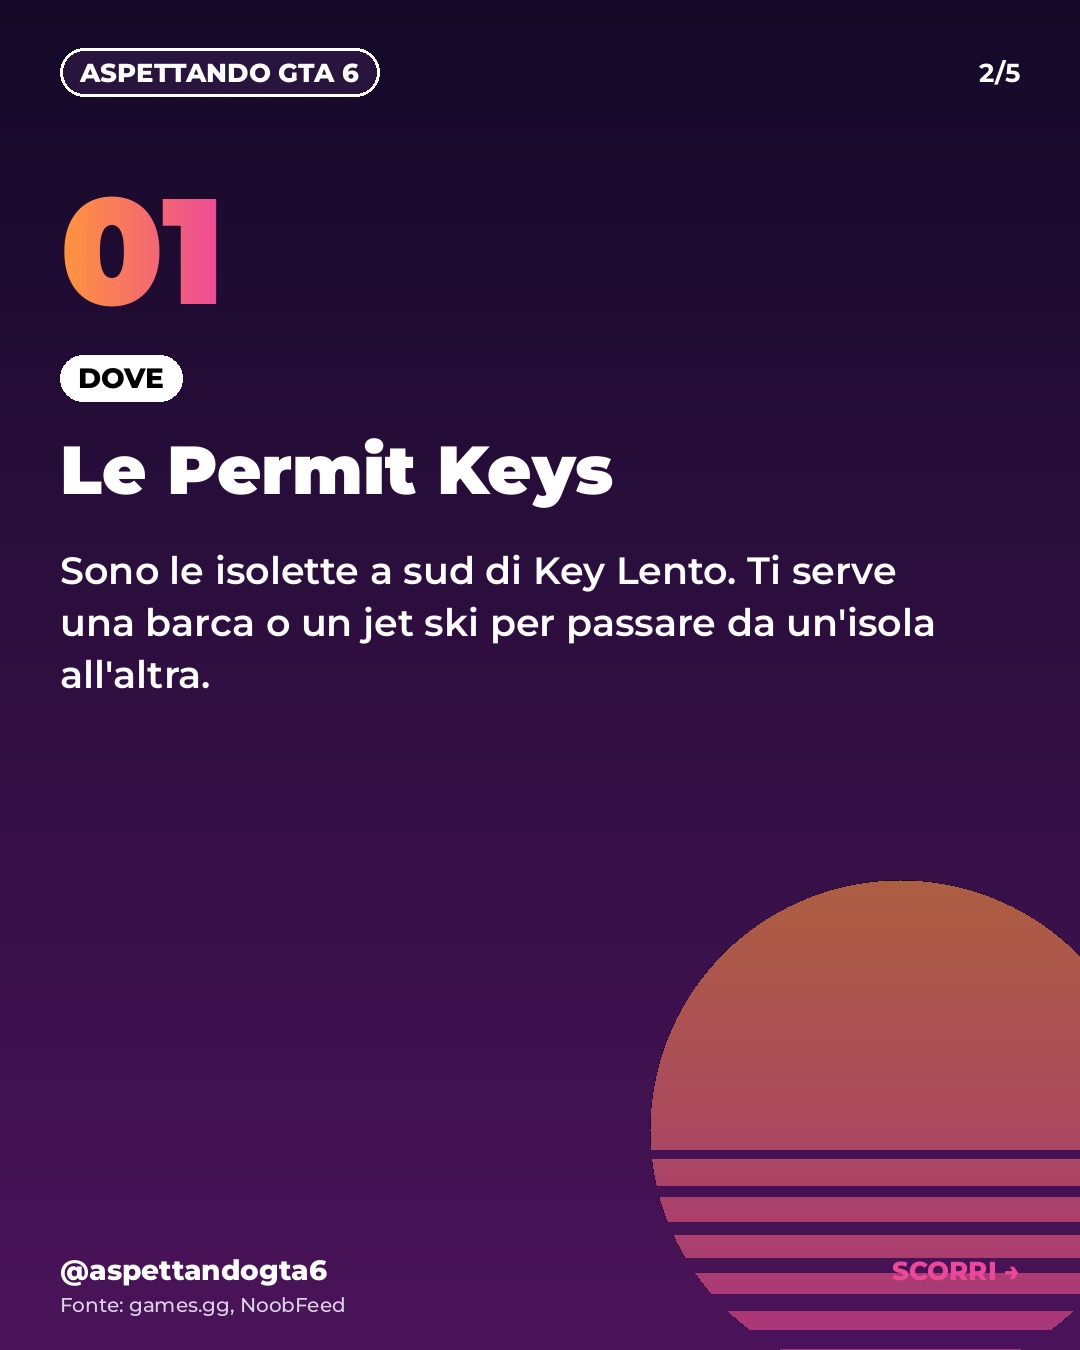 ASPETTANDO GTA 6
2/5
01
DOVE
Le Permit Keys
Sono le isolette a sud di Key Lento. Ti serve
una barca o un jet ski per passare da un'isola
all'altra.
@aspettandogta6
SCORRI →
Fonte: games.gg, NoobFeed